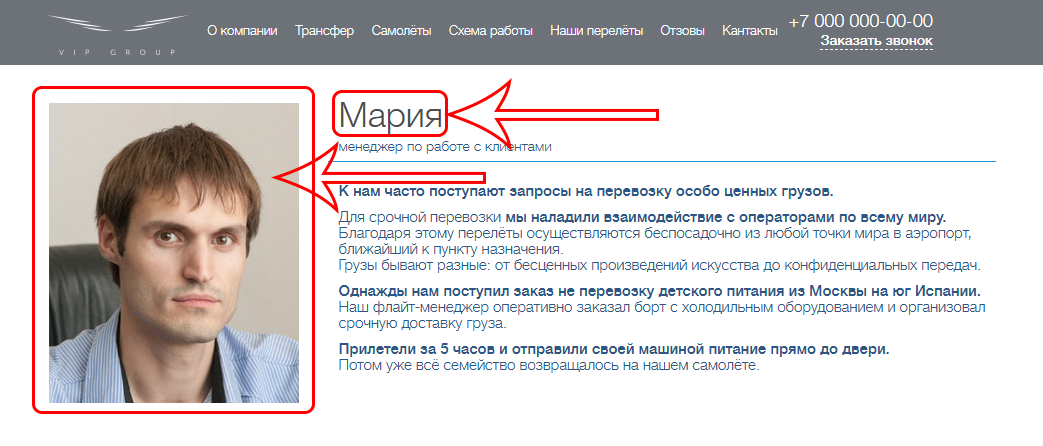 VIP GROUP
О компании Трансфер Самолёты Схема работы Наши перелёты Отзывы Кантакты
+7 000 000-00-00
Заказать звонок
Мария
менеджер по работе с клиентами
К нам часто поступают запросы на перевозку особо ценных грузов.
Для срочной перевозки мы наладили взаимодействие с операторами по всему миру.
Благодаря этому перелёты осуществляются беспосадочно из любой точки мира в аэропорт,
ближайший к пункту назначения.
Грузы бывают разные: от бесценных произведений искусства до конфиденциальных передач.
Однажды нам поступил заказ не перевозку детского питания из Москвы на юг Испании.
Наш флайт-менеджер оперативно заказал борт с холодильным оборудованием и организовал
срочную доставку груза.
Прилетели за 5 часов и отправили своей машиной питание прямо до двери.
Потом уже всё семейство возвращалось на нашем самолёте.